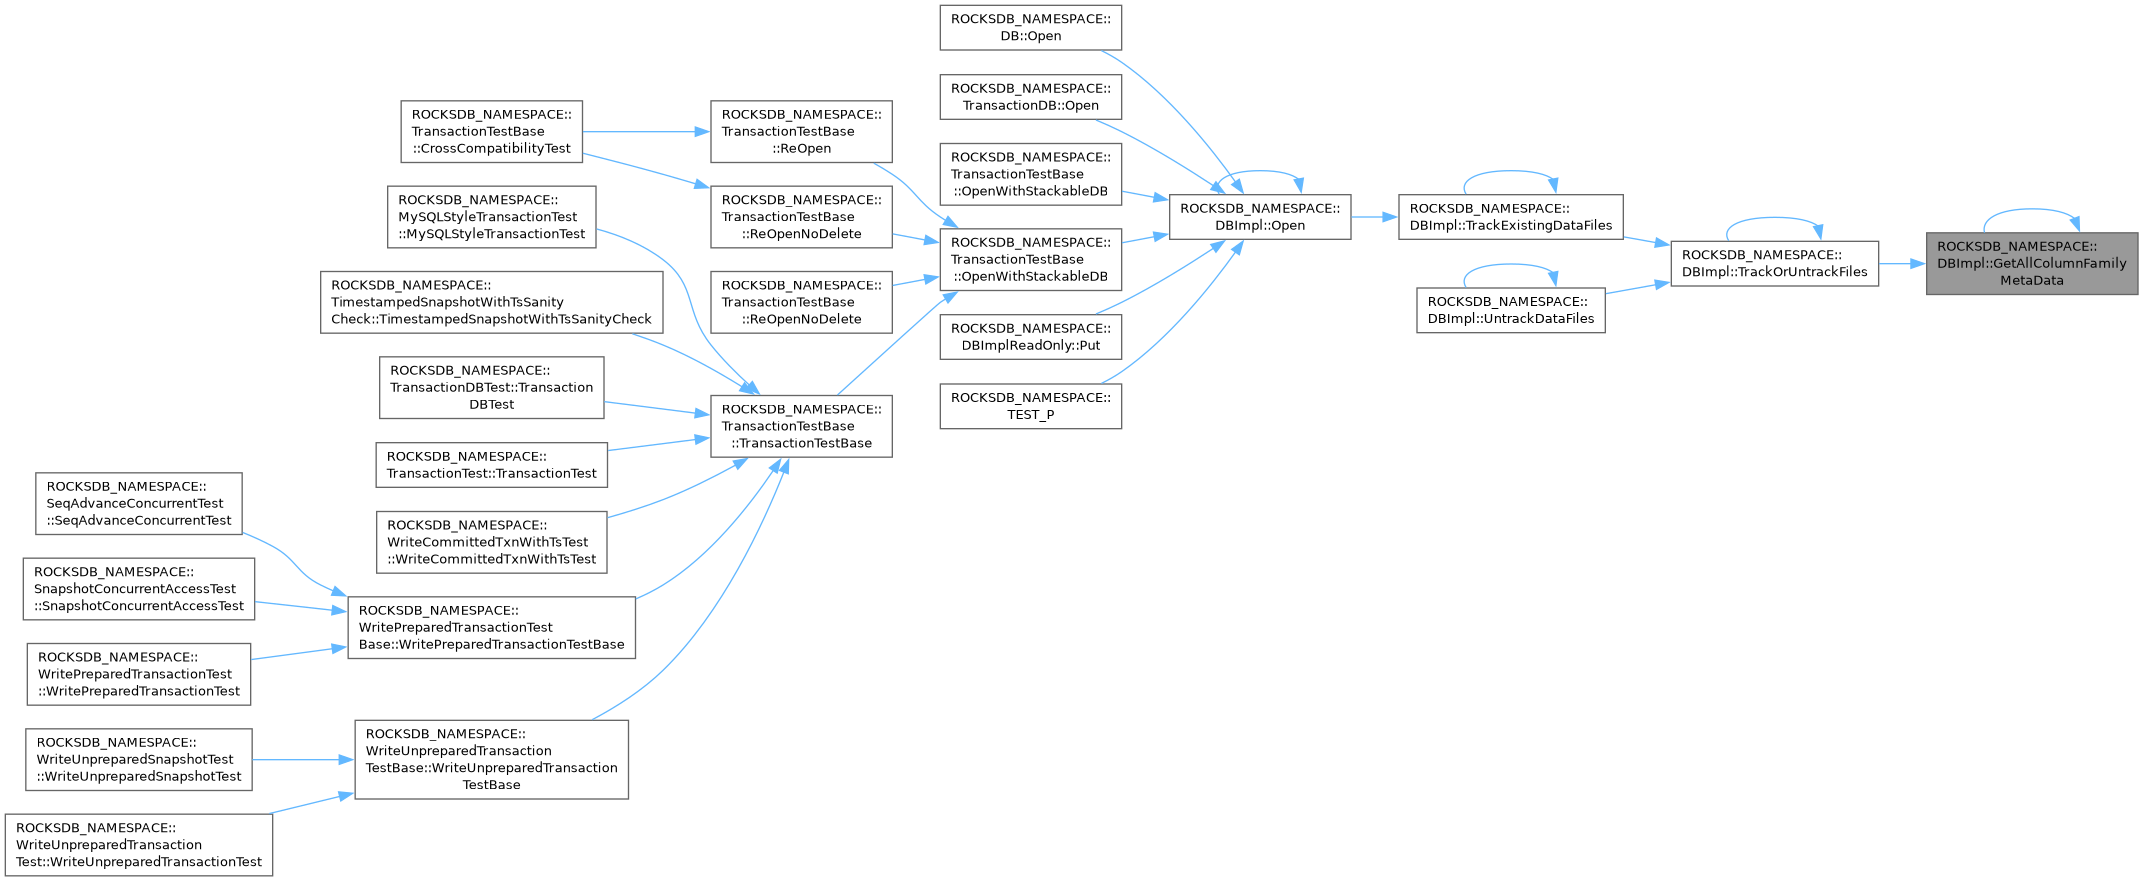 ROCKSDB_NAMESPACE::
DB::Open
ROCKSDB_NAMESPACE::
TransactionDB::Open
ROCKSDB_NAMESPACE::
TransactionTestBase
::CrossCompatibilityTest
ROCKSDB_NAMESPACE::
TransactionTestBase
::ReOpen
ROCKSDB_NAMESPACE::
TransactionTestBase
::OpenWithStackableDB
ROCKSDB_NAMESPACE::
MySQLStyleTransactionTest
::MySQLStyleTransactionTest
ROCKSDB_NAMESPACE::
TransactionTestBase
::ReOpenNoDelete
ROCKSDB_NAMESPACE::
DBImpl::Open
ROCKSDB_NAMESPACE::
DBImpl::TrackExistingDataFiles
ROCKSDB_NAMESPACE::
TransactionTestBase
::OpenWithStackableDB
ROCKSDB_NAMESPACE::
DBImpl::TrackOrUntrackFiles
ROCKSDB_NAMESPACE::
DBImpl::GetAllColumnFamily
MetaData
ROCKSDB_NAMESPACE::
TimestampedSnapshotWithTsSanity
Check::TimestampedSnapshotWithTsSanityCheck
ROCKSDB_NAMESPACE::
TransactionTestBase
::ReOpenNoDelete
ROCKSDB_NAMESPACE::
DBImpl::UntrackDataFiles
ROCKSDB_NAMESPACE::
DBImplReadOnly::Put
ROCKSDB_NAMESPACE::
TransactionDBTest::Transaction
DBTest
ROCKSDB_NAMESPACE::
TEST_P
ROCKSDB_NAMESPACE::
TransactionTestBase
::TransactionTestBase
ROCKSDB_NAMESPACE::
TransactionTest::TransactionTest
ROCKSDB_NAMESPACE::
SeqAdvanceConcurrentTest
::SeqAdvanceConcurrentTest
ROCKSDB_NAMESPACE::
WriteCommittedTxnWithTsTest
::WriteCommittedTxnWithTsTest
ROCKSDB_NAMESPACE::
SnapshotConcurrentAccessTest
::SnapshotConcurrentAccessTest
ROCKSDB_NAMESPACE::
WritePreparedTransactionTest
Base::WritePreparedTransactionTestBase
ROCKSDB_NAMESPACE::
WritePreparedTransactionTest
::WritePreparedTransactionTest
ROCKSDB_NAMESPACE::
WriteUnpreparedTransaction
TestBase::WriteUnpreparedTransaction
TestBase
ROCKSDB_NAMESPACE::
WriteUnpreparedSnapshotTest
::WriteUnpreparedSnapshotTest
ROCKSDB_NAMESPACE::
WriteUnpreparedTransaction
Test::WriteUnpreparedTransactionTest